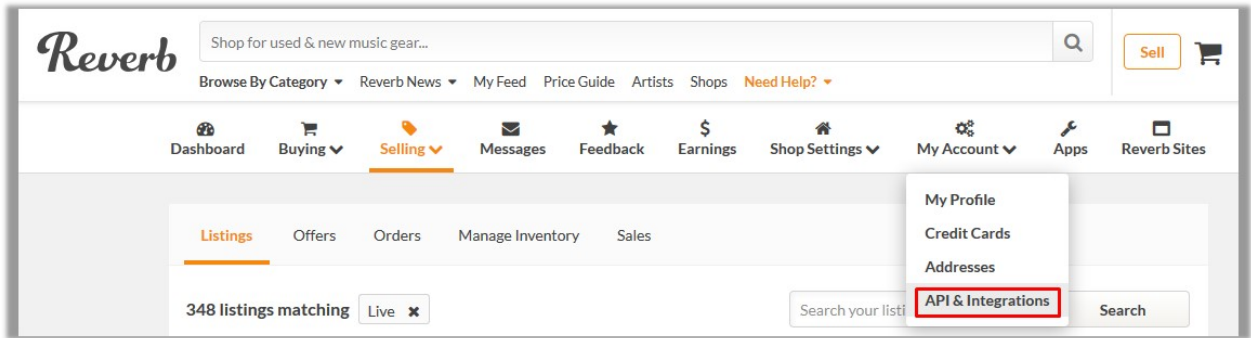 Reverb
Shop for used & new music gear...
Sell
Browse By Category Reverb News My Feed Price Guide Artists Shops Need Help?
Dashboard Buying Selling Messages Feedback Earnings Shop Settings My Account Apps Reverb Sites
My Profile
Credit Cards
Addresses
API & Integrations
Listings Offers Orders Manage Inventory Sales
348 listings matching Live
Search your listi
Search